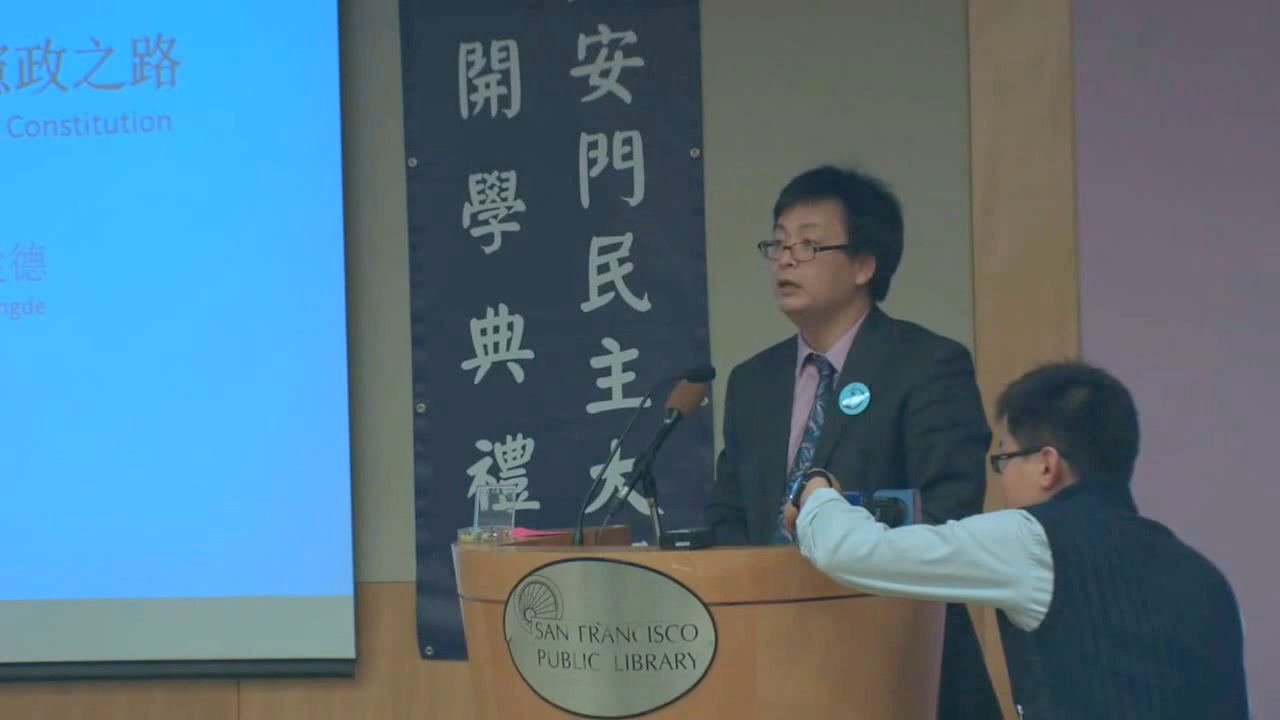 憲政之路
Constitution
德
ngde
安門民主大
開學典禮
SAN FRANCISCO
PUBLIC LIBRARY